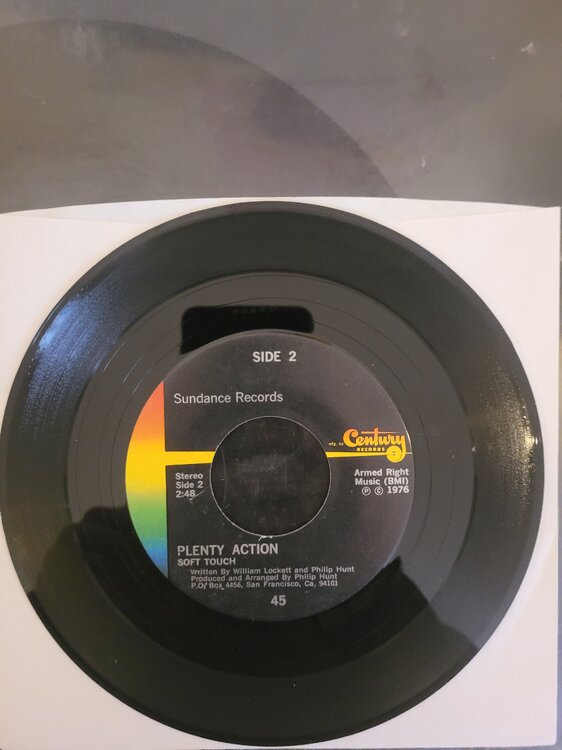 SIDE 2
Sundance Records
mfg. by Century
RECORDS
Stereo
Side 2
2:48
Armed Right
Music (BMI)
Ⓟ © 1976
PLENTY ACTION
SOFT TOUCH
Written By William Lockett and Philip Hunt
Produced and Arranged By Philip Hunt
P.O. Box 4456, San Francisco, Ca. 94101
45